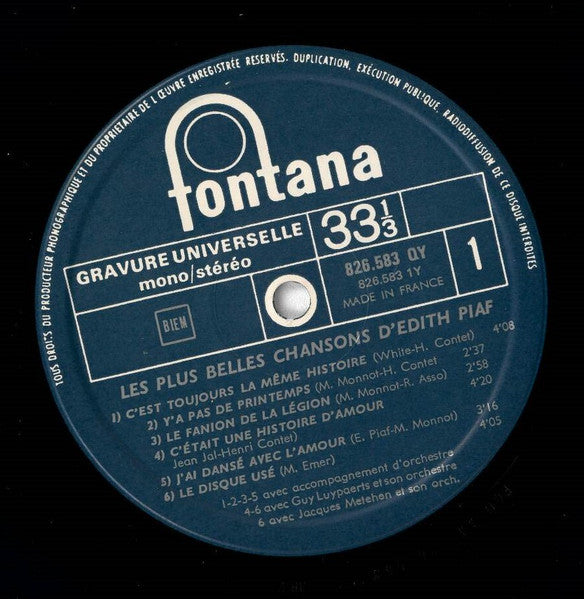 TOUS DROITS DU PRODUCTEUR PHONOGRAPHIQUE ET DU PROPRIETAIRE DE L'ŒUVRE ENREGISTRÉE RESERVÉS. DUPLICATION, EXÉCUTION PUBLIQUE, RADIODIFFUSION DE CE DISQUE INTERDITES
fontana
GRAVURE UNIVERSELLE
mono/stéréo
33 1/3
826.583 QY
826.583 1Y
MADE IN FRANCE
1
BIEM
LES PLUS BELLES CHANSONS D'EDITH PIAF
1) C'EST TOUJOURS LA MÊME HISTOIRE (White-H. Contet) 4'08
2) Y'A PAS DE PRINTEMPS (M. Monnot-H. Contet 2'37
3) LE FANION DE LA LÉGION (M. Monnot-R. Asso) 2'58
4) C'ÉTAIT UNE HISTOIRE D'AMOUR 4'20
Jean Jal-Henri Contet)
5) J'AI DANSÉ AVEC L'AMOUR (E. Piaf-M. Monnot) 3'16
6) LE DISQUE USÉ (M. Emer) 4'05
1-2-3-5 avec accompagnement d'orchestre
4-6 avec Guy Luypaerts et son orchestre
6 avec Jacques Metehen et son orch.